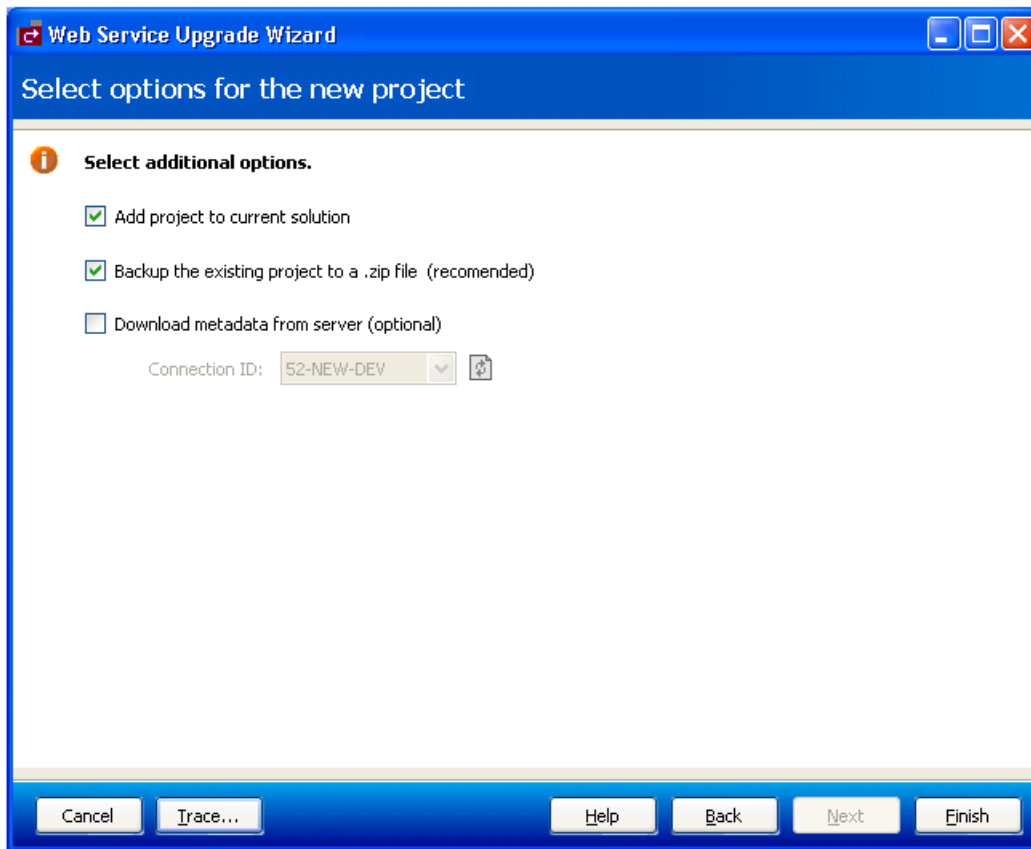 Web Service Upgrade Wizard
Select options for the new project
Select additional options.
Add project to current solution
Backup the existing project to a .zip file (recomended)
Download metadata from server (optional)
Connection ID: 52-NEW-DEV
Cancel Trace... Help Back Next Finish